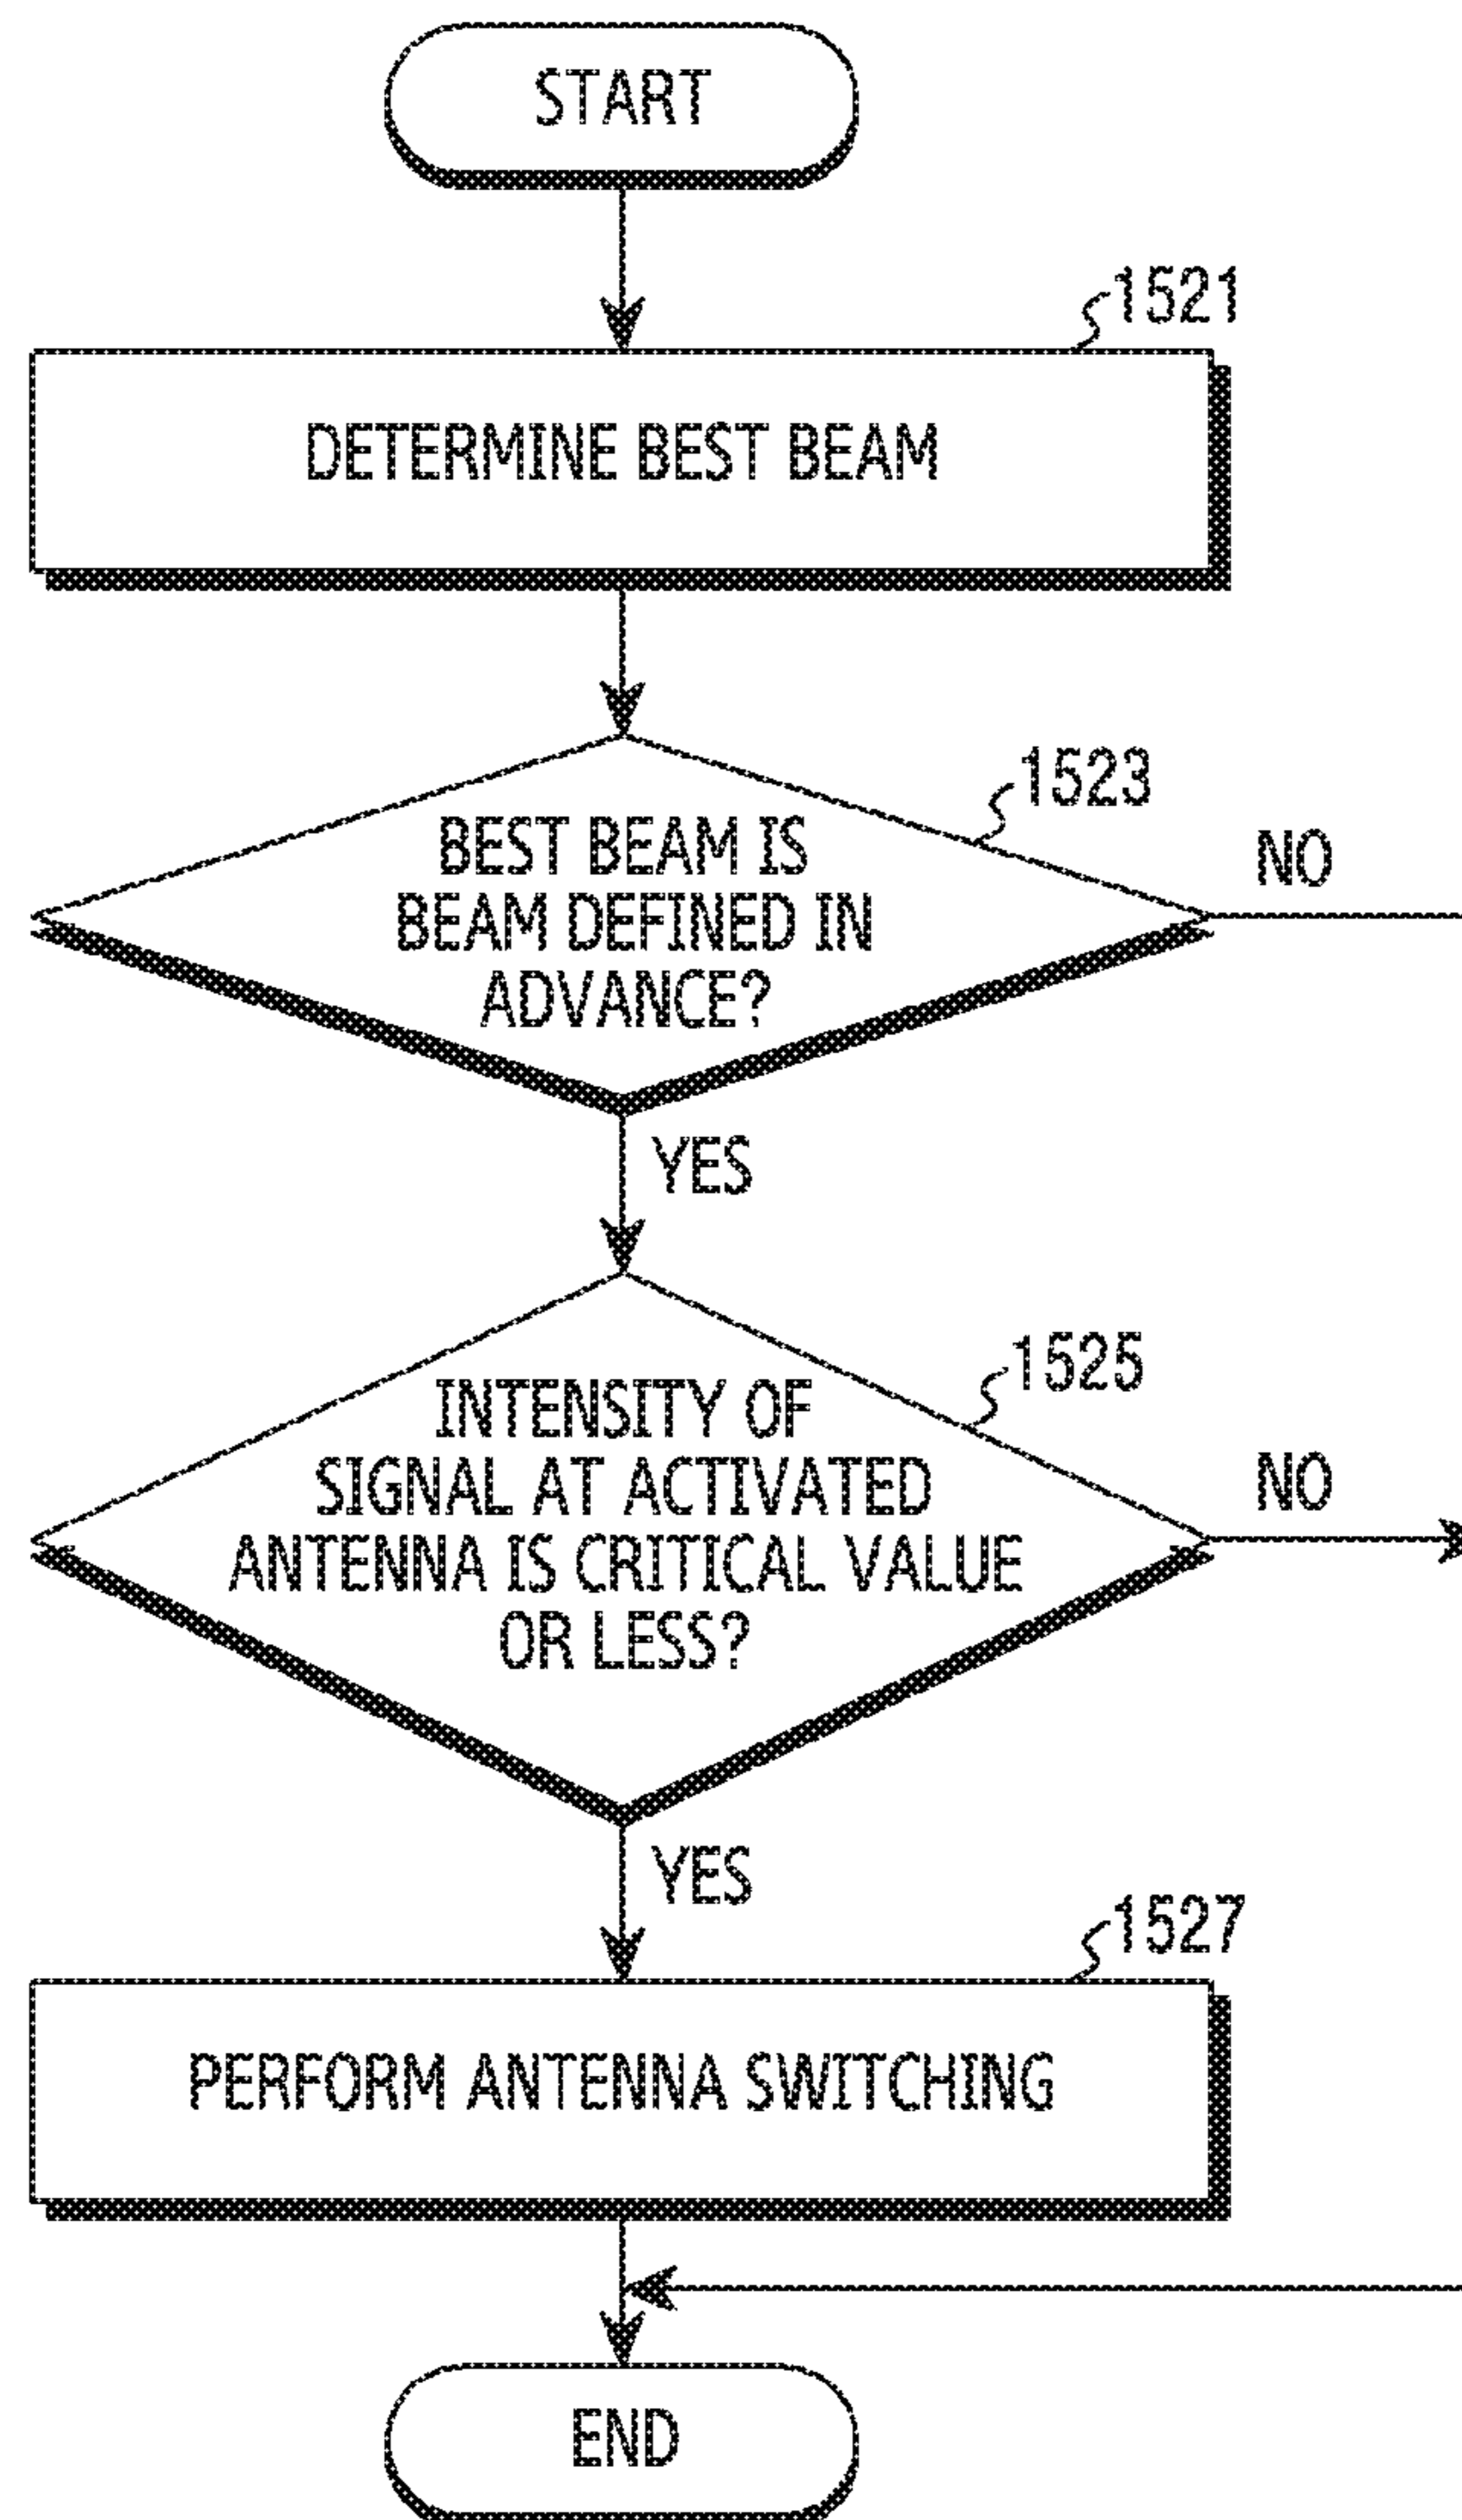 START
1521
DETERMINE BEST BEAM
1523
BEST BEAM IS
BEAM DEFINED IN
ADVANCE?
NO
YES
1525
INTENSITY OF
SIGNAL AT ACTIVATED
ANTENNA IS CRITICAL VALUE
OR LESS?
NO
YES
1527
PERFORM ANTENNA SWITCHING
END